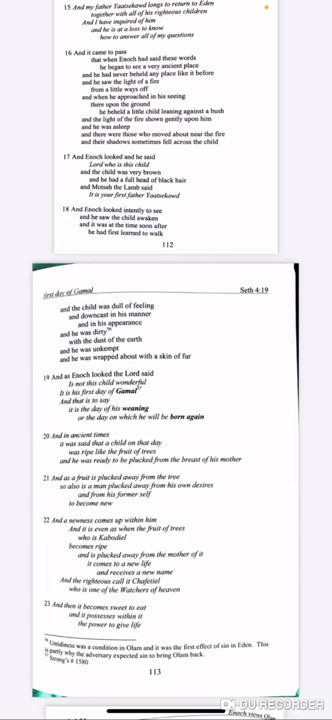 15 And my father Yaatsekawd longs to return to Eden
together with all of his righteous children
And I have inquired of him
and he is at a loss to know
how to answer all of my questions
16 And it came to pass
that when Enoch had said these words
he began to see a very ancient place
and he had never beheld any place like it before
and he saw the light of a fire
from a little ways off
and when he approached in his seeing
there upon the ground
he beheld a little child leaning against a bush
and the light of the fire shown gently upon him
and he was asleep
and there were those who moved about near the fire
and their shadows sometimes fell across the child
17 And Enoch looked and he said
Lord who is this child
and the child was very brown
and he had a full head of black hair
and Motsah the Lamb said
It is your first father Yaatsekawd
18 And Enoch looked intently to see
and he saw the child awaken
and it was at the time soon after
he had first learned to walk
112
first day of Gamal
Seth 4:19
and the child was dull of feeling
and downcast in his manner
and in his appearance
and he was dirty
with the dust of the earth
and he was unkempt
and he was wrapped about with a skin of fur
19 And as Enoch looked the Lord said
Is not this child wonderful
It is his first day of Gamal
And that is to say
it is the day of his weaning
or the day on which he will be born again
20 And in ancient times
it was said that a child on that day
was ripe like the fruit of trees
and he was ready to be plucked from the breast of his mother
21 And as a fruit is plucked away from the tree
so also is a man plucked away from his own desires
and from his former self
to become new
22 And a newness comes up within him
And it is even as when the fruit of trees
who is Kabodiel
becomes ripe
and is plucked away from the mother of it
it comes to a new life
and receives a new name
And the righteous call it Chafetiel
who is one of the Watchers of heaven
23 And then it becomes sweet to eat
and it possesses within it
the power to give life
Untidiness was a condition in Olam and it was the first effect of sin in Eden. This
is partly why the adversary expected sin to bring Olam back.
Strong's # 1580
113
Enoch views Olam
DU RECORDER